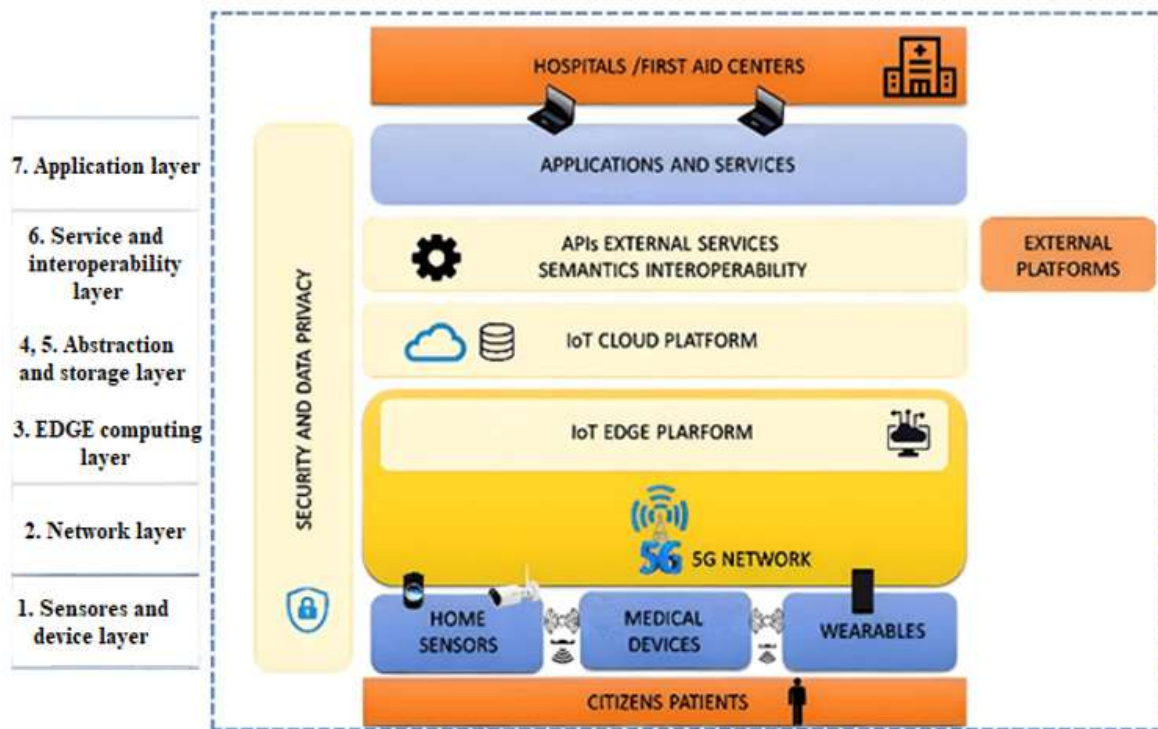 HOSPITALS /FIRST AID CENTERS
7. Application layer
APPLICATIONS AND SERVICES
6. Service and
interoperability
layer
APIs EXTERNAL SERVICES
SEMANTICS INTEROPERABILITY
EXTERNAL
PLATFORMS
SECURITY AND DATA PRIVACY
4, 5. Abstraction
and storage layer
IoT CLOUD PLATFORM
3. EDGE computing
layer
IoT EDGE PLARFORM
2. Network layer
5G
5G NETWORK
1. Sensores and
device layer
HOME
SENSORS
MEDICAL
DEVICES
WEARABLES
CITIZENS PATIENTS